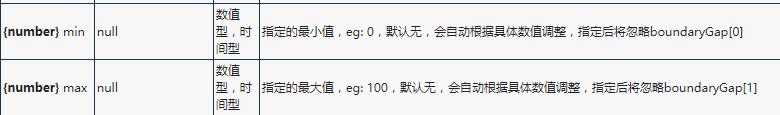 {number} min null 数值型，时间型 指定的最小值，eg: 0，默认无，会自动根据具体数值调整，指定后将忽略boundaryGap[0]
{number} max null 数值型，时间型 指定的最大值，eg: 100，默认无，会自动根据具体数值调整，指定后将忽略boundaryGap[1]